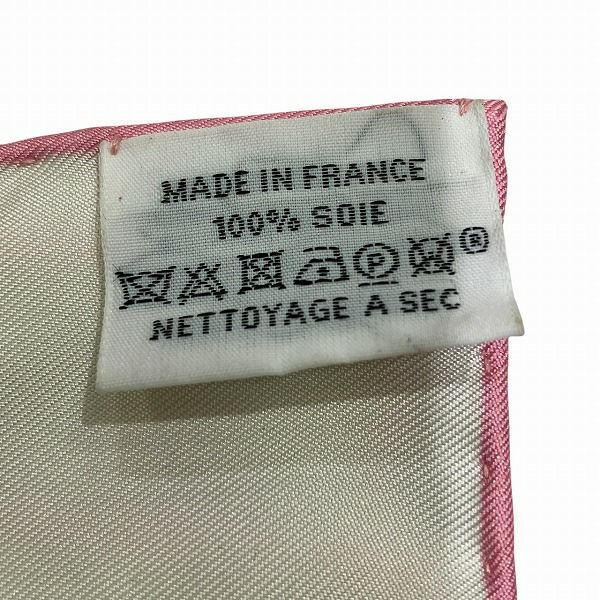 MADE IN FRANCE
100% SOIE
P ®
NETTOYAGE A SEC